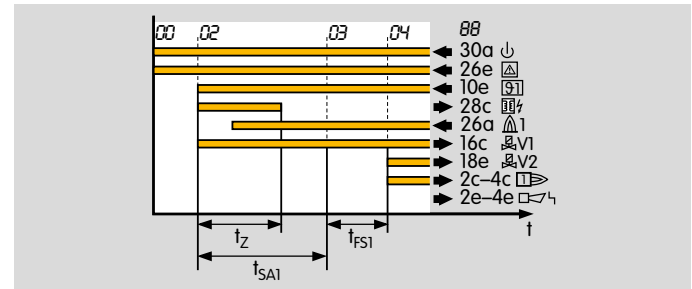 00 02 03 04 88
30a
26e
10e ϑ1
28c
26a 1
16c V1
18e V2
2c–4c 1
2e–4e
t
tZ tFS1
tSA1